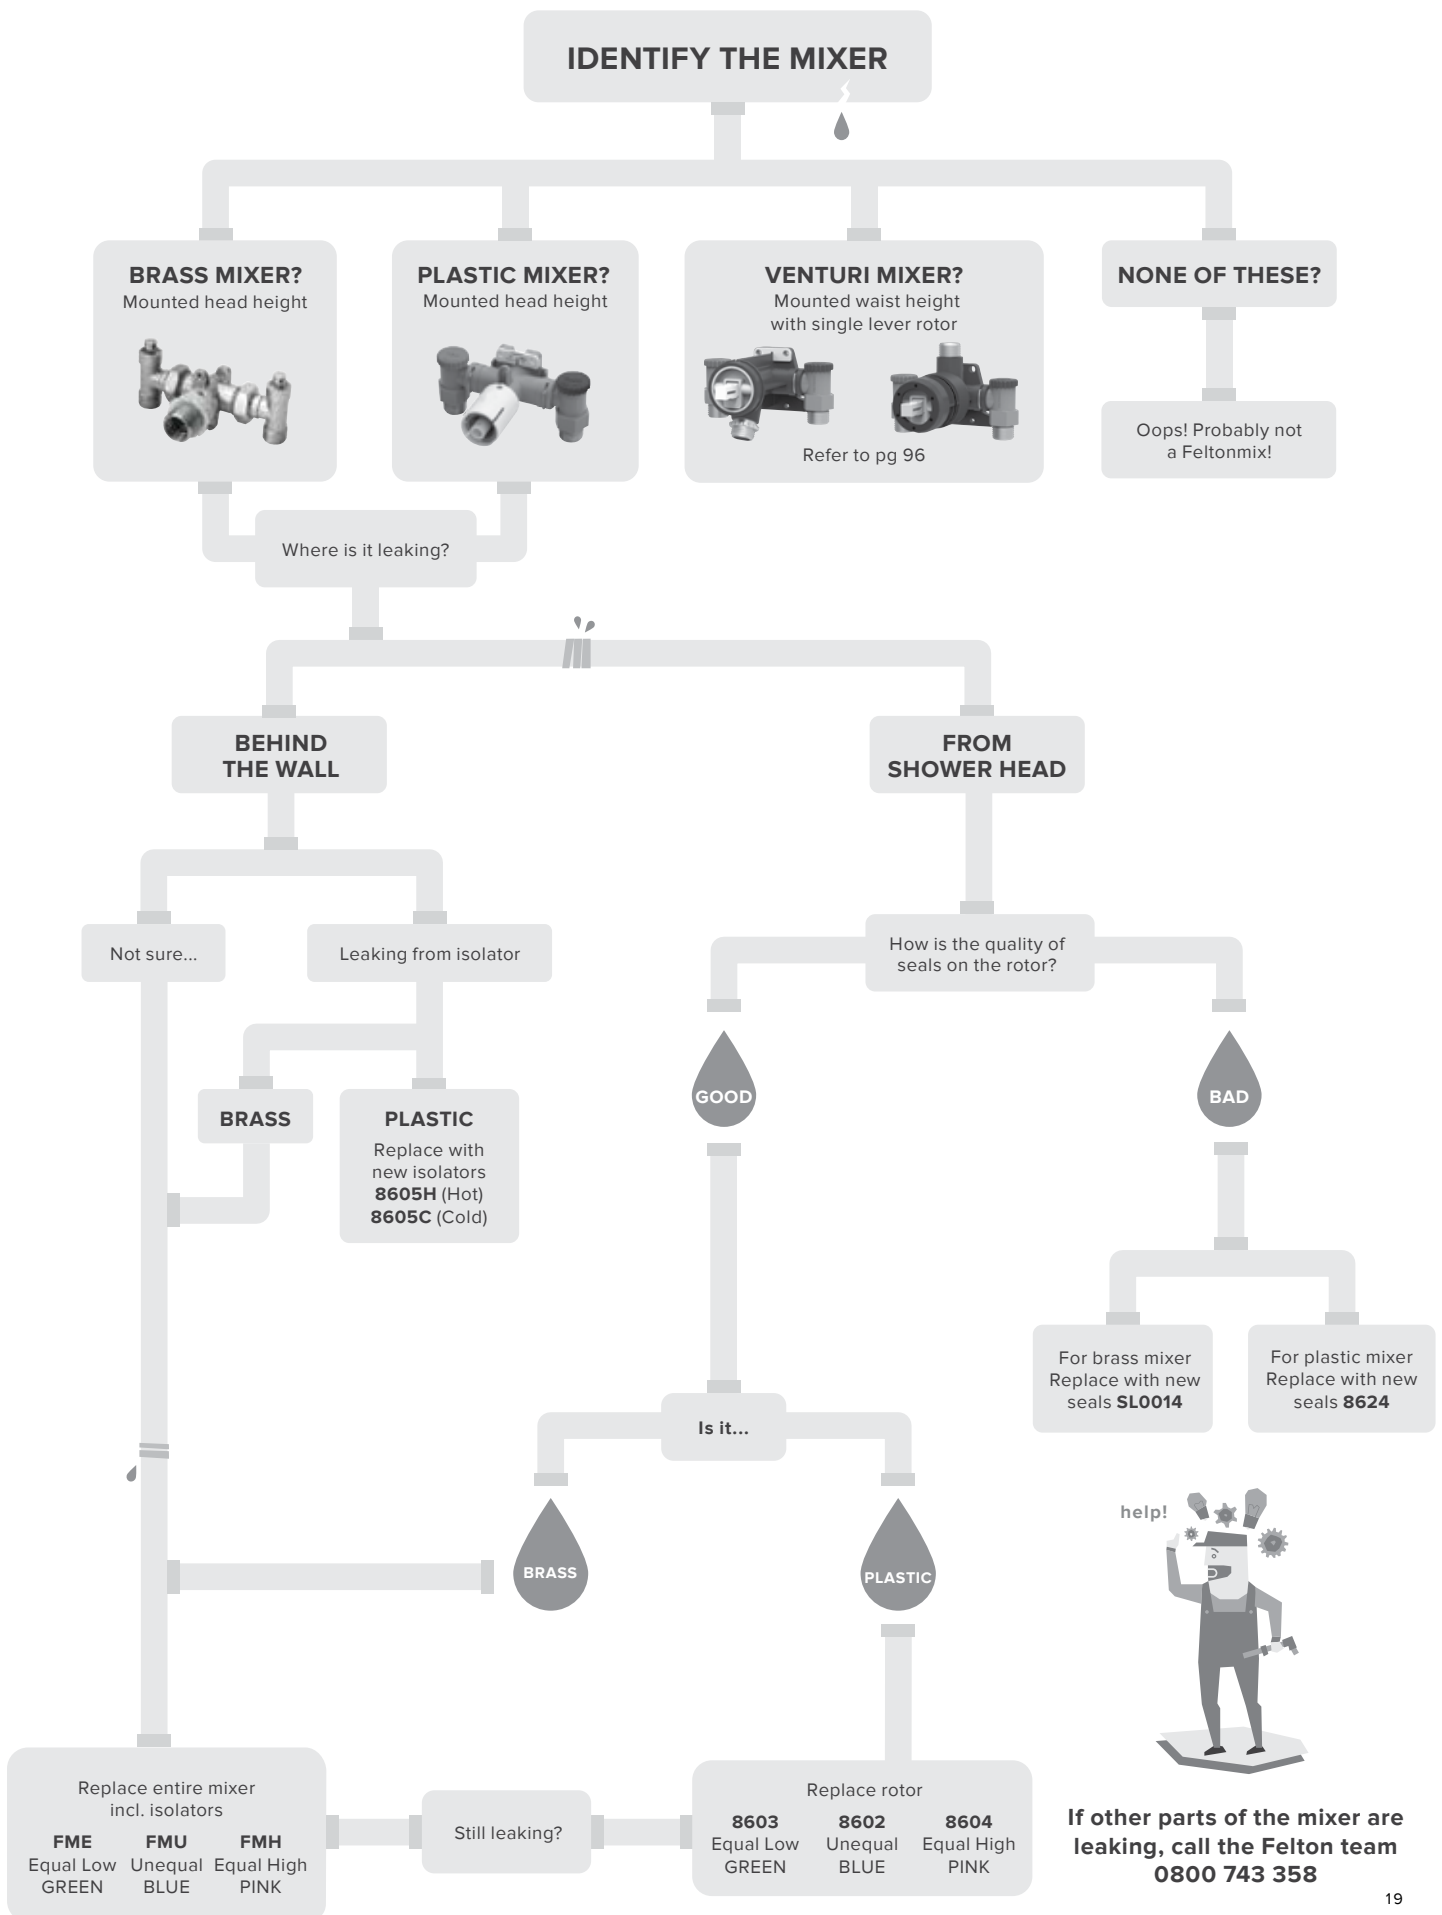 IDENTIFY THE MIXER
BRASS MIXER?
Mounted head height
PLASTIC MIXER?
Mounted head height
VENTURI MIXER?
Mounted waist height
with single lever rotor
Refer to pg 96
NONE OF THESE?
Oops! Probably not
a Feltonmix!
Where is it leaking?
BEHIND
THE WALL
FROM
SHOWER HEAD
Not sure...
Leaking from isolator
How is the quality of
seals on the rotor?
BRASS
PLASTIC
Replace with
new isolators
8605H (Hot)
8605C (Cold)
GOOD
BAD
For brass mixer
Replace with new
seals SL0014
For plastic mixer
Replace with new
seals 8624
Is it...
BRASS
PLASTIC
help!
Replace entire mixer
incl. isolators
FME
Equal Low
GREEN
FMU
Unequal
BLUE
FMH
Equal High
PINK
Still leaking?
Replace rotor
8603
Equal Low
GREEN
8602
Unequal
BLUE
8604
Equal High
PINK
If other parts of the mixer are
leaking, call the Felton team
0800 743 358
19